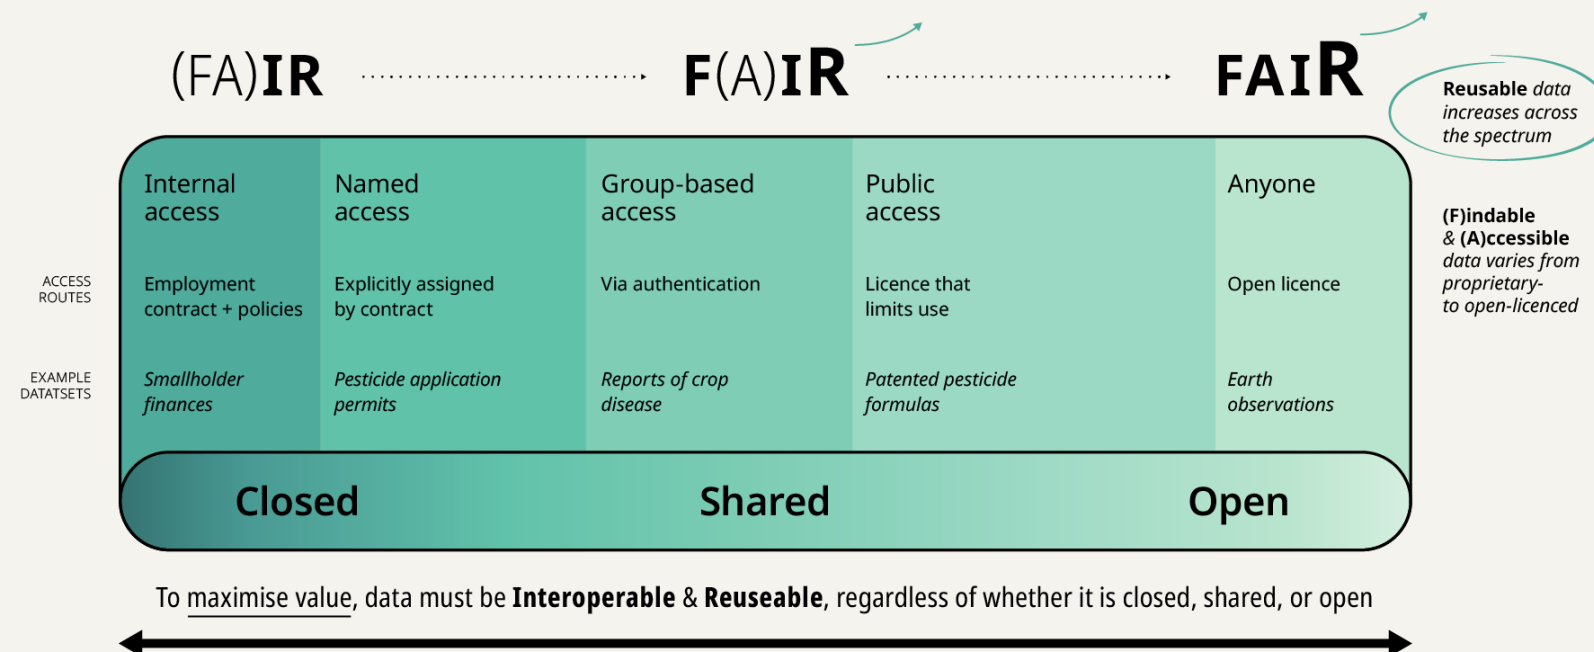 (FA)IR
F(A)IR
FAIR
Reusable data
increases across
the spectrum
(F)indable
& (A)ccessible
data varies from
proprietary-
to open-licenced
Internal
access
Named
access
Group-based
access
Public
access
Anyone
ACCESS
ROUTES
Employment
contract + policies
Explicitly assigned
by contract
Via authentication
Licence that
limits use
Open licence
EXAMPLE
DATATSETS
Smallholder
finances
Pesticide application
permits
Reports of crop
disease
Patented pesticide
formulas
Earth
observations
Closed
Shared
Open
To maximise value, data must be Interoperable & Reuseable, regardless of whether it is closed, shared, or open